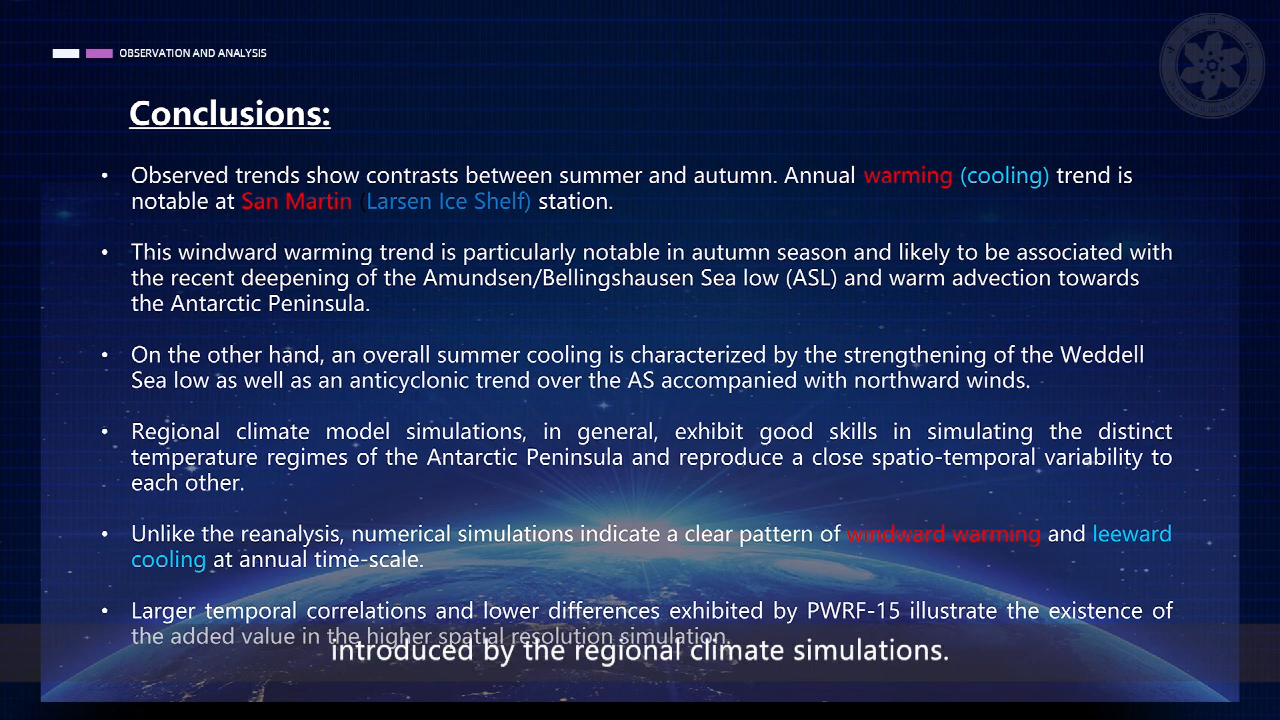 OBSERVATION AND ANALYSIS
Conclusions:
• Observed trends show contrasts between summer and autumn. Annual warming (cooling) trend is
notable at San Martin (Larsen Ice Shelf) station.
• This windward warming trend is particularly notable in autumn season and likely to be associated with
the recent deepening of the Amundsen/Bellingshausen Sea low (ASL) and warm advection towards
the Antarctic Peninsula.
• On the other hand, an overall summer cooling is characterized by the strengthening of the Weddell
Sea low as well as an anticyclonic trend over the AS accompanied with northward winds.
• Regional climate model simulations, in general, exhibit good skills in simulating the distinct
temperature regimes of the Antarctic Peninsula and reproduce a close spatio-temporal variability to
each other.
• Unlike the reanalysis, numerical simulations indicate a clear pattern of windward warming and leeward
cooling at annual time-scale.
• Larger temporal correlations and lower differences exhibited by PWRF-15 illustrate the existence of
the added value in the higher spatial resolution simulation.
introduced by the regional climate simulations.